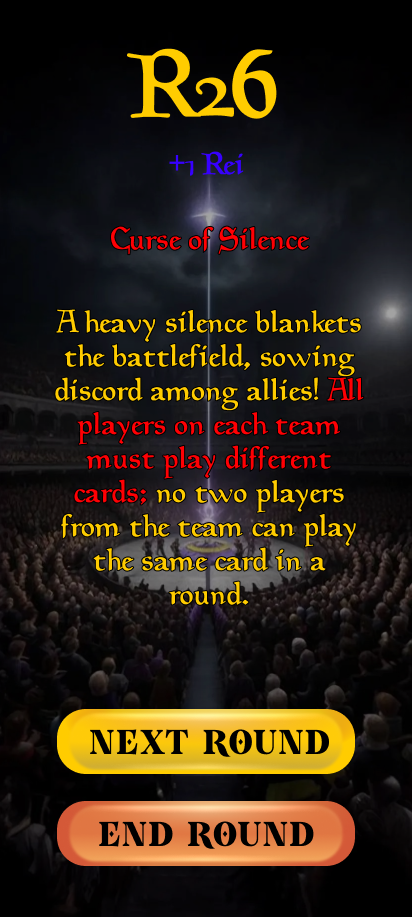 R26
+1 Rei
Curse of Silence
A heavy silence blankets
the battlefield, sowing
discord among allies! All
players on each team
must play different
cards; no two players
from the team can play
the same card in a
round.
NEXT ROUND
END ROUND